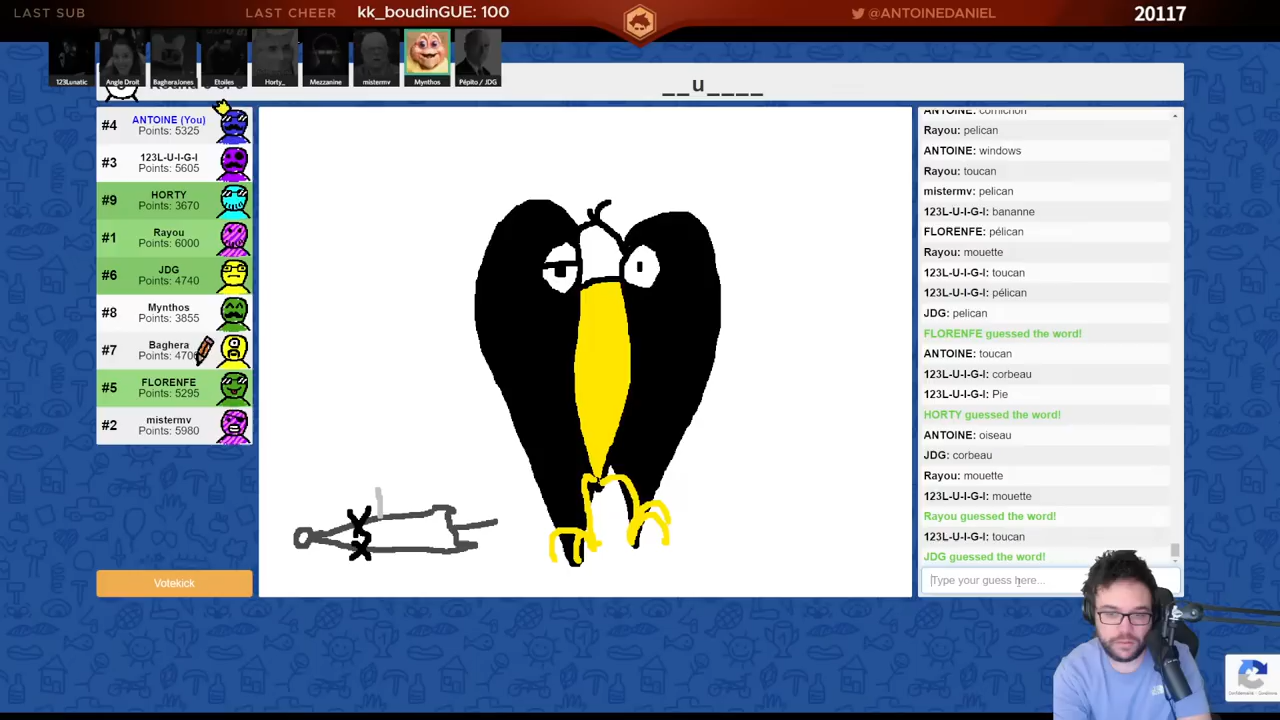 LAST SUB
LAST CHEER kk_boudinGUE: 100
@ANTOINEDANIEL
20117
123Lunatic
Angle Droit
BagheraJones
Etoiles
Horty_
Mezzanine
mistermv
Mynthos
Pépito / JDG
__u____
#4 ANTOINE (You)
Points: 5325
#3 123L-U-I-G-I
Points: 5605
#9 HORTY
Points: 3670
#1 Rayou
Points: 6000
#6 JDG
Points: 4740
#8 Mynthos
Points: 3855
#7 Baghera
#5 FLORENFE
Points: 5295
#2 mistermv
Points: 5980
Votekick
ANTOINE: cornichon
Rayou: pelican
ANTOINE: windows
Rayou: toucan
mistermv: pelican
123L-U-I-G-I: bananne
FLORENFE: pélican
Rayou: mouette
123L-U-I-G-I: toucan
123L-U-I-G-I: pélican
JDG: pelican
FLORENFE guessed the word!
ANTOINE: toucan
123L-U-I-G-I: corbeau
123L-U-I-G-I: Pie
HORTY guessed the word!
ANTOINE: oiseau
JDG: corbeau
Rayou: mouette
123L-U-I-G-I: mouette
Rayou guessed the word!
123L-U-I-G-I: toucan
JDG guessed the word!
Type your guess here...